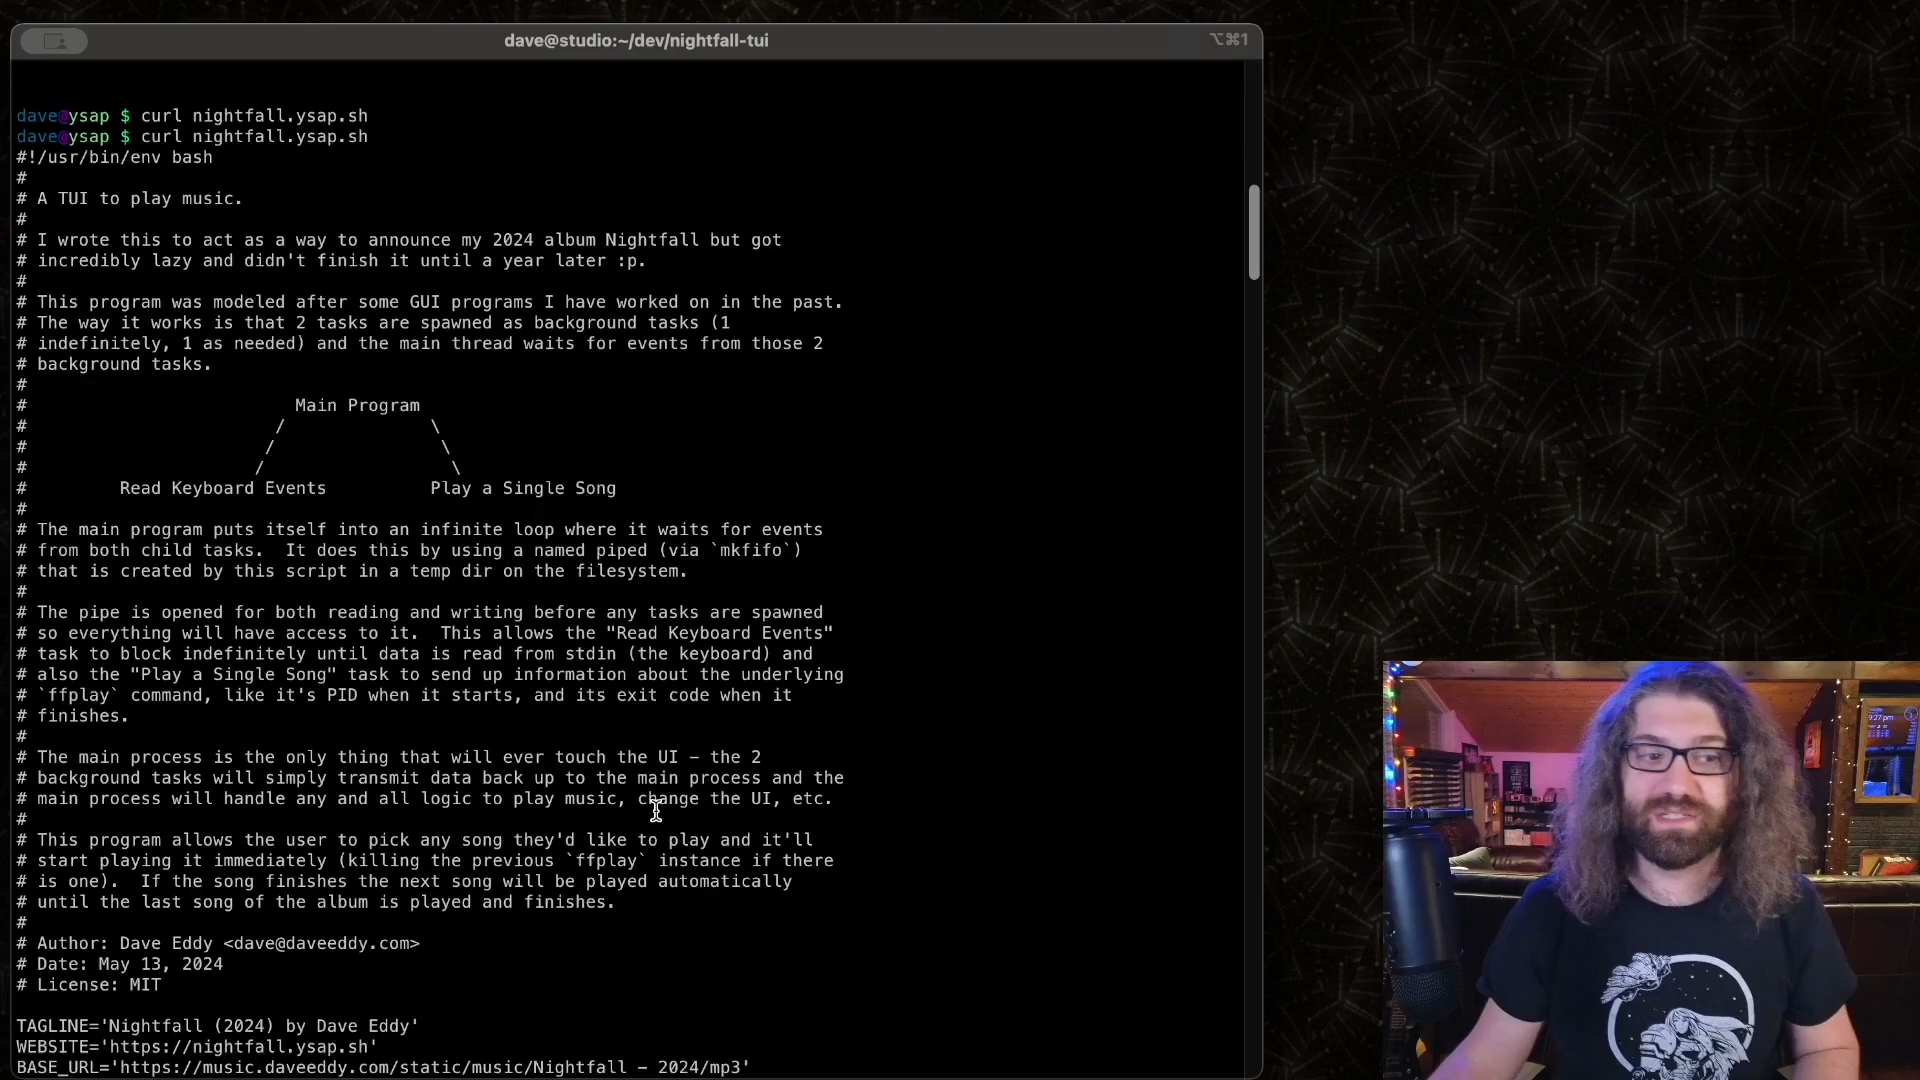 dave@studio:~/dev/nightfall-tui
⌥⌘1
dave@ysap $ curl nightfall.ysap.sh
dave@ysap $ curl nightfall.ysap.sh
#!/usr/bin/env bash
#
# A TUI to play music.
#
# I wrote this to act as a way to announce my 2024 album Nightfall but got
# incredibly lazy and didn't finish it until a year later :p.
#
# This program was modeled after some GUI programs I have worked on in the past.
# The way it works is that 2 tasks are spawned as background tasks (1
# indefinitely, 1 as needed) and the main thread waits for events from those 2
# background tasks.
#
#                          Main Program
#                        /              \
#                       /                \
#                      /                  \
#         Read Keyboard Events          Play a Single Song
#
# The main program puts itself into an infinite loop where it waits for events
# from both child tasks.  It does this by using a named piped (via `mkfifo`)
# that is created by this script in a temp dir on the filesystem.
#
# The pipe is opened for both reading and writing before any tasks are spawned
# so everything will have access to it.  This allows the "Read Keyboard Events"
# task to block indefinitely until data is read from stdin (the keyboard) and
# also the "Play a Single Song" task to send up information about the underlying
# `ffplay` command, like it's PID when it starts, and its exit code when it
# finishes.
#
# The main process is the only thing that will ever touch the UI – the 2
# background tasks will simply transmit data back up to the main process and the
# main process will handle any and all logic to play music, change the UI, etc.
#
# This program allows the user to pick any song they'd like to play and it'll
# start playing it immediately (killing the previous `ffplay` instance if there
# is one).  If the song finishes the next song will be played automatically
# until the last song of the album is played and finishes.
#
# Author: Dave Eddy <dave@daveeddy.com>
# Date: May 13, 2024
# License: MIT
TAGLINE='Nightfall (2024) by Dave Eddy'
WEBSITE='https://nightfall.ysap.sh'
BASE_URL='https://music.daveeddy.com/static/music/Nightfall – 2024/mp3'
9:27 pm